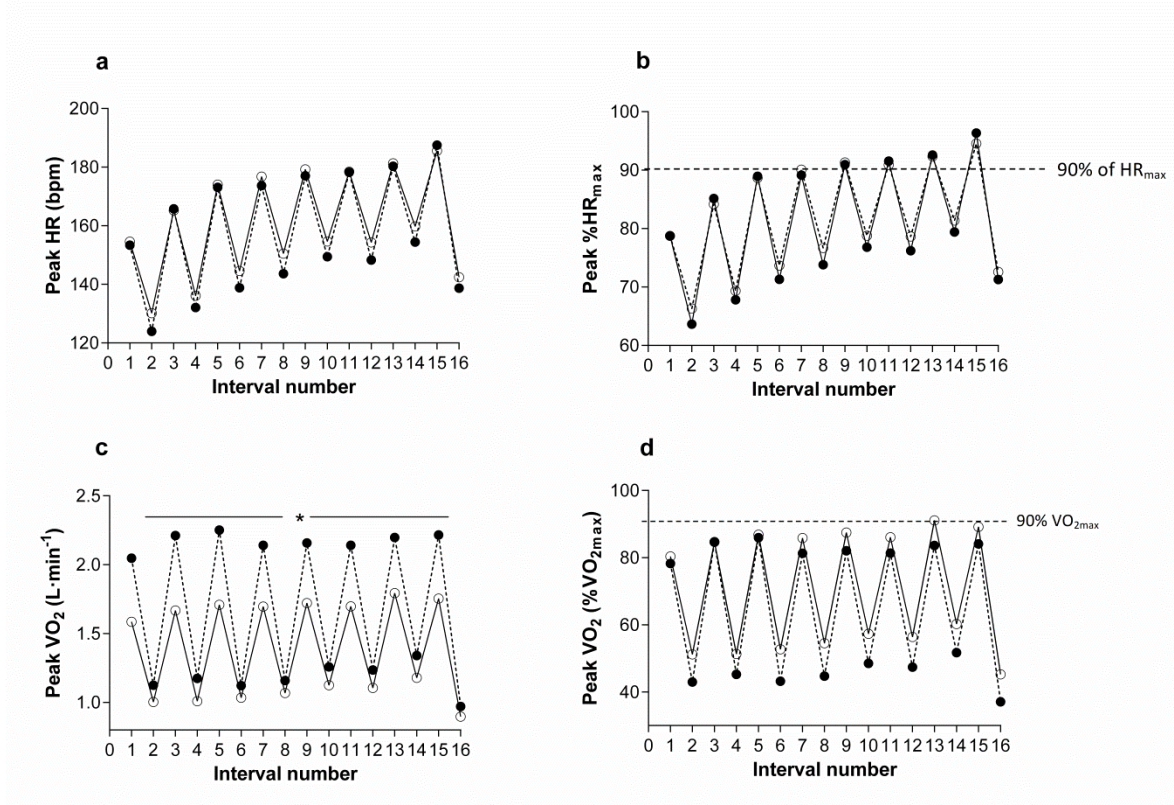 a
Peak HR (bpm)
200
180
160
140
120
0 1 2 3 4 5 6 7 8 9 10 11 12 13 14 15 16
Interval number
b
Peak %HRmax
100
90
80
70
60
90% of HRmax
0 1 2 3 4 5 6 7 8 9 10 11 12 13 14 15 16
Interval number
c
Peak VO2 (L·min-1)
2.5
2.0
1.5
1.0
*
0 1 2 3 4 5 6 7 8 9 10 11 12 13 14 15 16
Interval number
d
Peak VO2 (%VO2max)
100
80
60
40
90% VO2max
0 1 2 3 4 5 6 7 8 9 10 11 12 13 14 15 16
Interval number